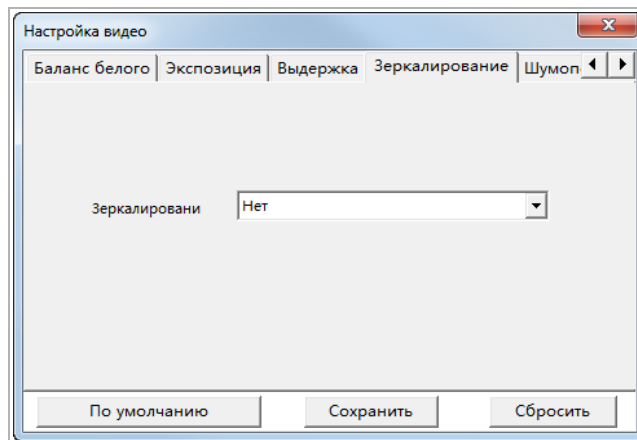 Настройка видео
Баланс белого Экспозиция Выдержка Зеркалирование Шумоп
Зеркалировани Нет
По умолчанию Сохранить Сбросить